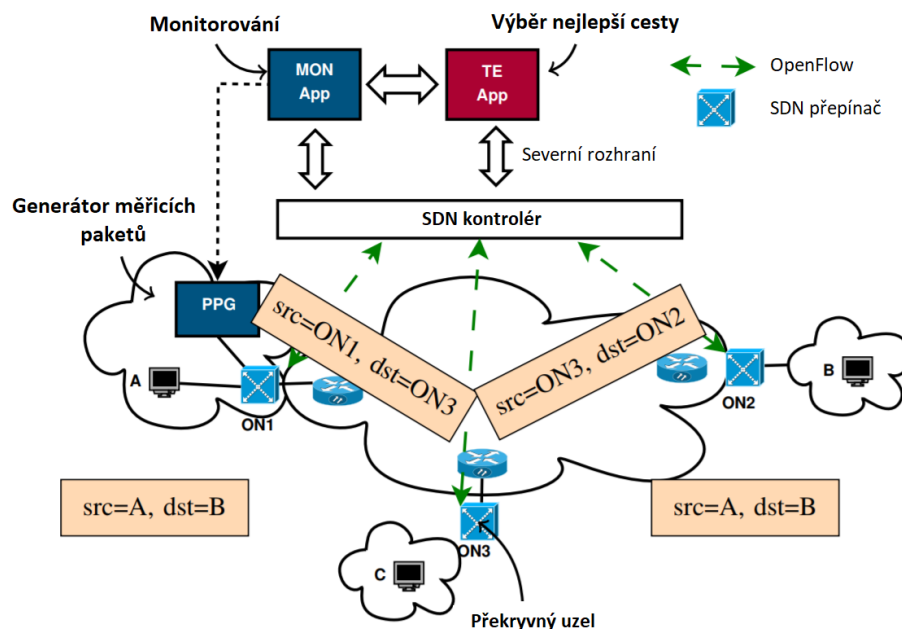 Monitorování
Výběr nejlepší cesty
MON
App
TE
App
OpenFlow
SDN přepínač
Severní rozhraní
Generátor měřicích
paketů
SDN kontrolér
PPG
src=ON1, dst=ON3
src=ON3, dst=ON2
A
ON1
B
ON2
src=A, dst=B
src=A, dst=B
ON3
C
Překryvný uzel